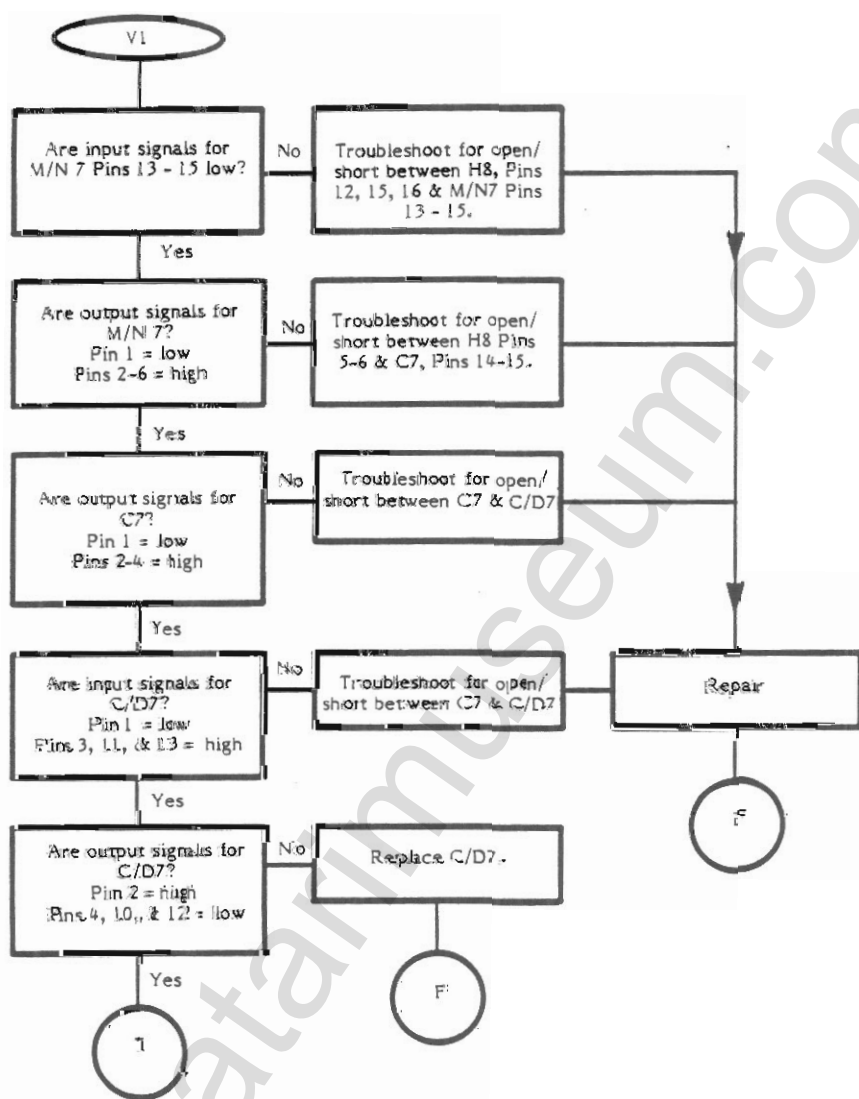 V1
Are input signals for
M/N 7 Pins 13 - 15 low?
No
Troubleshoot for open/
short between H8, Pins
12, 15, 16 & M/N7 Pins
13 - 15.
Yes
Are output signals for
M/N 7?
Pin 1 = low
Pins 2-6 = high
No
Troubleshoot for open/
short between H8 Pins
5-6 & C7, Pins 14-15.
Yes
Are output signals for
C7?
Pin 1 = low
Pins 2-4 = high
No
Troubleshoot for open/
short between C7 & C/D7
Yes
Are input signals for
C/D7?
Pin 1 = low
Pins 3, 11, & 13 = high
No
Troubleshoot for open/
short between C7 & C/D7
Repair
Yes
F
Are output signals for
C/D7?
Pin 2 = high
Pins 4, 10, & 12 = low
No
Replace C/D7.
Yes
F
atarimuseum.com